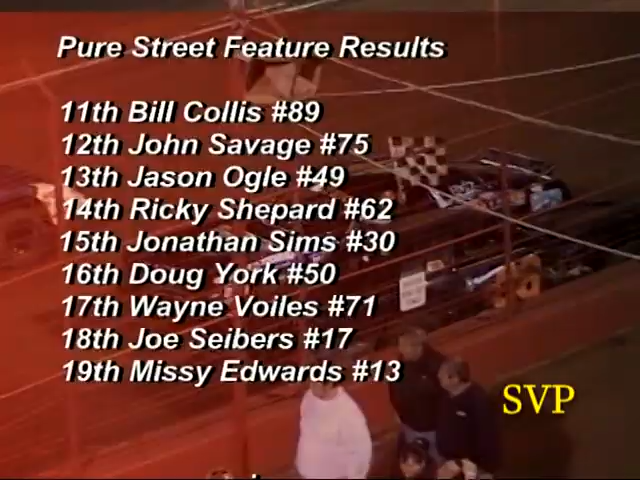 Pure Street Feature Results
11th Bill Collis #89
12th John Savage #75
13th Jason Ogle #49
14th Ricky Shepard #62
15th Jonathan Sims #30
16th Doug York #50
17th Wayne Voiles #71
18th Joe Seibers #17
19th Missy Edwards #13
SVP